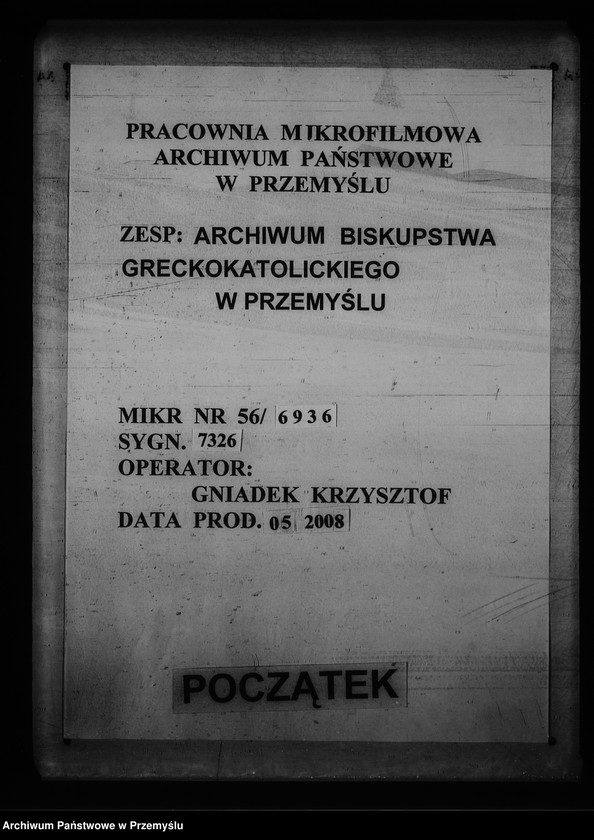 PRACOWNIA MIKROFILMOWA
ARCHIWUM PAŃSTWOWE
W PRZEMYŚLU
ZESP: ARCHIWUM BISKUPSTWA
GRECKOKATOLICKIEGO
W PRZEMYŚLU
MIKR NR 56/ 6936
SYGN. 7326
OPERATOR:
GNIADEK KRZYSZTOF
DATA PROD. 05 2008
POCZĄTEK
Archiwum Państwowe w Przemyślu